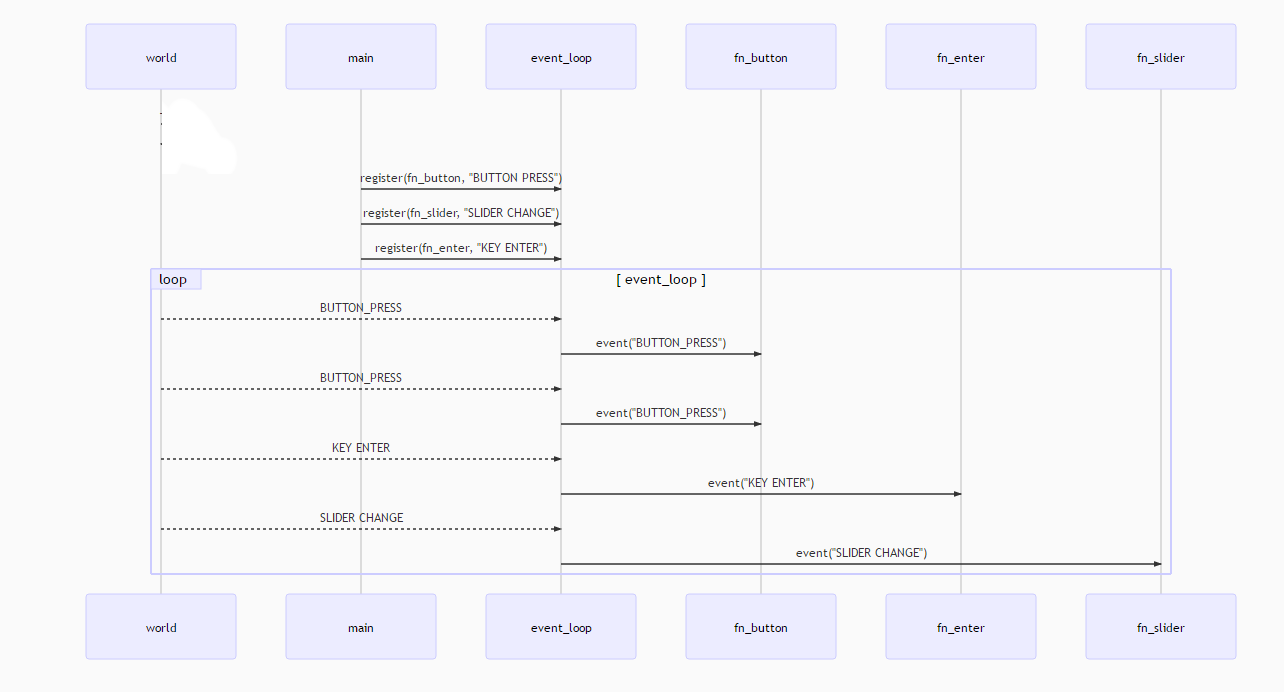 world main event_loop fn_button fn_enter fn_slider
register(fn_button, "BUTTON PRESS")
register(fn_slider, "SLIDER CHANGE")
register(fn_enter, "KEY ENTER")
loop [ event_loop ]
BUTTON_PRESS
event("BUTTON_PRESS")
BUTTON_PRESS
event("BUTTON_PRESS")
KEY ENTER
event("KEY ENTER")
SLIDER CHANGE
event("SLIDER CHANGE")
world main event_loop fn_button fn_enter fn_slider